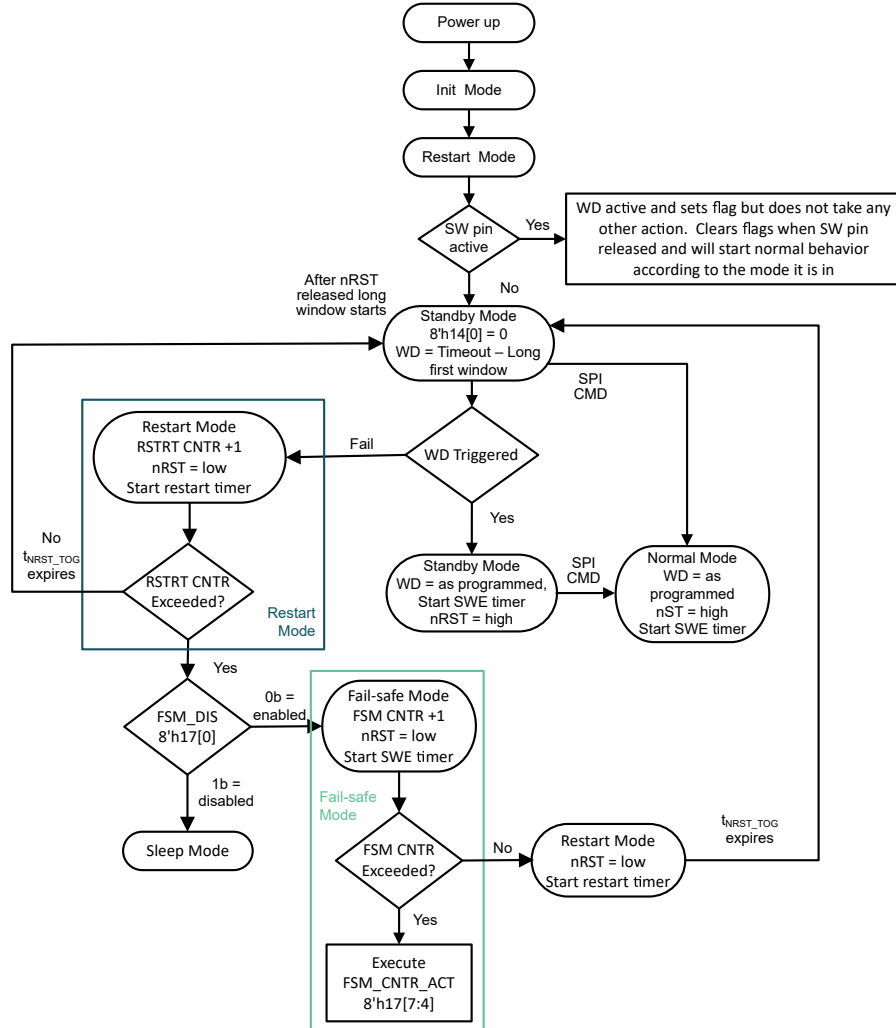 Power up
Init Mode
Restart Mode
SW pin
active
Yes
WD active and sets flag but does not take any
other action. Clears flags when SW pin
released and will start normal behavior
according to the mode it is in
No
After nRST
released long
window starts
Standby Mode
8'h14[0] = 0
WD = Timeout – Long
first window
SPI
CMD
Restart Mode
RSTRT CNTR +1
nRST = low
Start restart timer
Fail
WD Triggered
Yes
No
tNRST_TOG
expires
RSTRT CNTR
Exceeded?
Restart
Mode
Standby Mode
WD = as programmed,
Start SWE timer
nRST = high
SPI
CMD
Normal Mode
WD = as
programmed
nST = high
Start SWE timer
Yes
FSM_DIS
8'h17[0]
0b =
enabled
1b =
disabled
Sleep Mode
Fail-safe Mode
FSM CNTR +1
nRST = low
Start SWE timer
Fail-safe
Mode
FSM CNTR
Exceeded?
No
Restart Mode
nRST = low
Start restart timer
tNRST_TOG
expires
Yes
Execute
FSM_CNTR_ACT
8'h17[7:4]